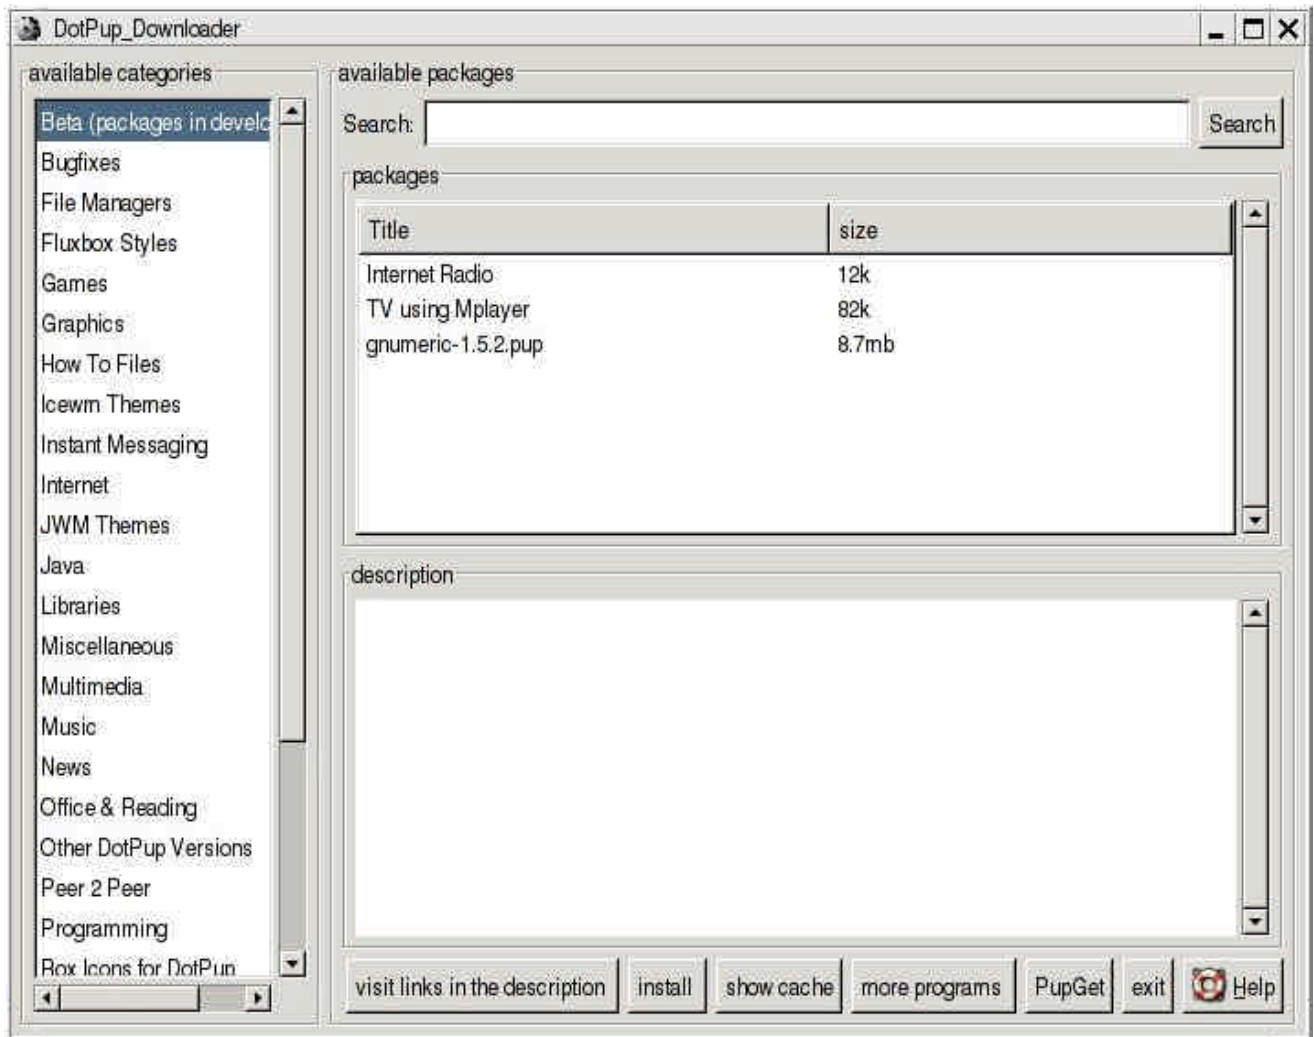 DotPup_Downloader
available categories
Beta (packages in develo
Bugfixes
File Managers
Fluxbox Styles
Games
Graphics
How To Files
Icewm Themes
Instant Messaging
Internet
JWM Themes
Java
Libraries
Miscellaneous
Multimedia
Music
News
Office & Reading
Other DotPup Versions
Peer 2 Peer
Programming
Rox Icons for DotPup
available packages
Search: Search
packages
Title size
Internet Radio 12k
TV using Mplayer 82k
gnumeric-1.5.2.pup 8.7mb
description
visit links in the description install show cache more programs PupGet exit Help